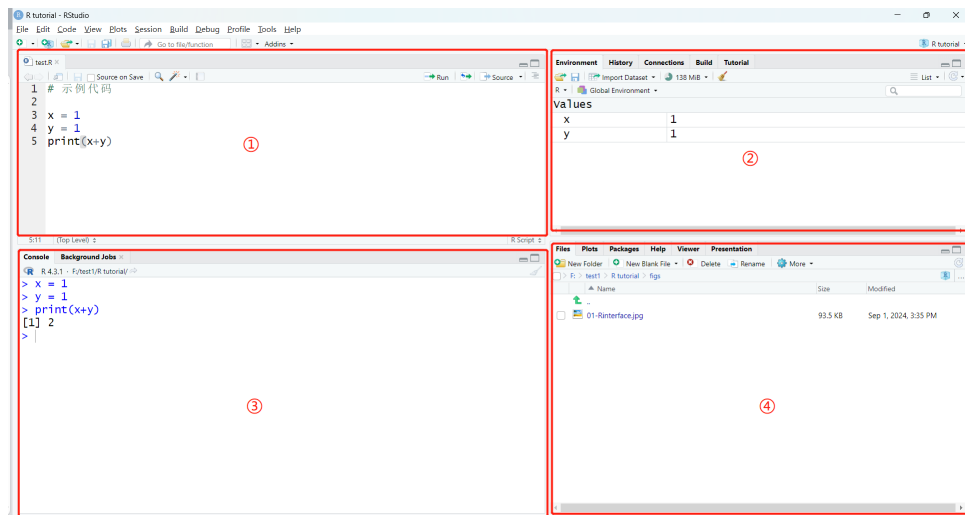 R tutorial - RStudio
File Edit Code View Plots Session Build Debug Profile Tools Help
Go to file/function Addins R tutorial
test.R
Source on Save Run Source
1 # 示例代码
2
3 x = 1
4 y = 1
5 print(x+y)
①
5:11 (Top Level) R Script
Environment History Connections Build Tutorial
Import Dataset 138 MiB List
R Global Environment
Values
x 1
y 1
②
Console Background Jobs
R 4.3.1 · F:/test1/R tutorial/
> x = 1
> y = 1
> print(x+y)
[1] 2
>
③
Files Plots Packages Help Viewer Presentation
New Folder New Blank File Delete Rename More
F: > test1 > R tutorial > figs
Name Size Modified
..
01-Rinterface.jpg 93.5 KB Sep 1, 2024, 3:35 PM
④